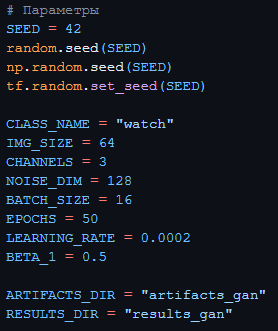 # Параметры
SEED = 42
random.seed(SEED)
np.random.seed(SEED)
tf.random.set_seed(SEED)
CLASS_NAME = "watch"
IMG_SIZE = 64
CHANNELS = 3
NOISE_DIM = 128
BATCH_SIZE = 16
EPOCHS = 50
LEARNING_RATE = 0.0002
BETA_1 = 0.5
ARTIFACTS_DIR = "artifacts_gan"
RESULTS_DIR = "results_gan"